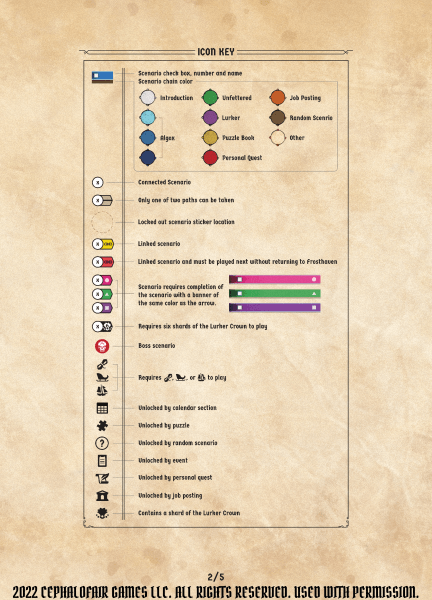 ICON KEY
Scenario check box, number and name
Scenario chain color
Introduction
Unfettered
Job Posting
Lurker
Random Scenrio
Algox
Puzzle Book
Other
Personal Quest
Connected Scenario
Only one of two paths can be taken
Locked out scenario sticker location
Linked scenario
Linked scenario and must be played next without returning to Frosthaven
Scenario requires completion of
the scenario with a banner of
the same color as the arrow.
Requires six shards of the Lurker Crown to play
Boss scenario
Requires , , or to play
Unlocked by calendar section
Unlocked by puzzle
?
Unlocked by random scenario
Unlocked by event
Unlocked by personal quest
Unlocked by job posting
Contains a shard of the Lurker Crown
2/5
2022 CEPHALOFAIR GAMES LLC. ALL RIGHTS RESERVED. USED WITH PERMISSION.